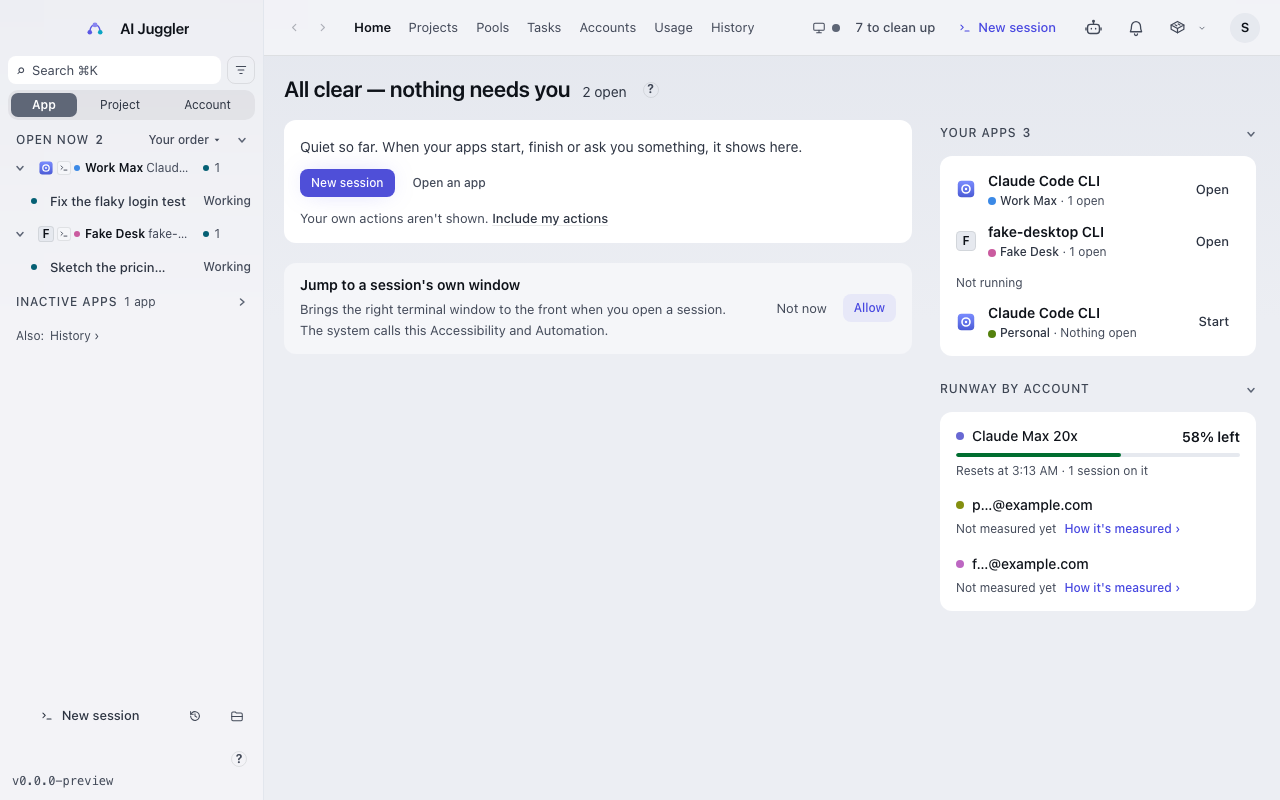 AI Juggler
Search ⌘K
App Project Account
OPEN NOW 2 Your order
Work Max Claud... 1
Fix the flaky login test Working
F Fake Desk fake-... 1
Sketch the pricin... Working
INACTIVE APPS 1 app
Also: History ›
New session
?
v0.0.0-preview
Home Projects Pools Tasks Accounts Usage History 7 to clean up New session S
All clear — nothing needs you 2 open ?
Quiet so far. When your apps start, finish or ask you something, it shows here.
New session Open an app
Your own actions aren't shown. Include my actions
Jump to a session's own window
Brings the right terminal window to the front when you open a session.
The system calls this Accessibility and Automation.
Not now Allow
YOUR APPS 3
Claude Code CLI
Work Max · 1 open
Open
F fake-desktop CLI
Fake Desk · 1 open
Open
Not running
Claude Code CLI
Personal · Nothing open
Start
RUNWAY BY ACCOUNT
Claude Max 20x 58% left
Resets at 3:13 AM · 1 session on it
p...@example.com
Not measured yet How it's measured ›
f...@example.com
Not measured yet How it's measured ›